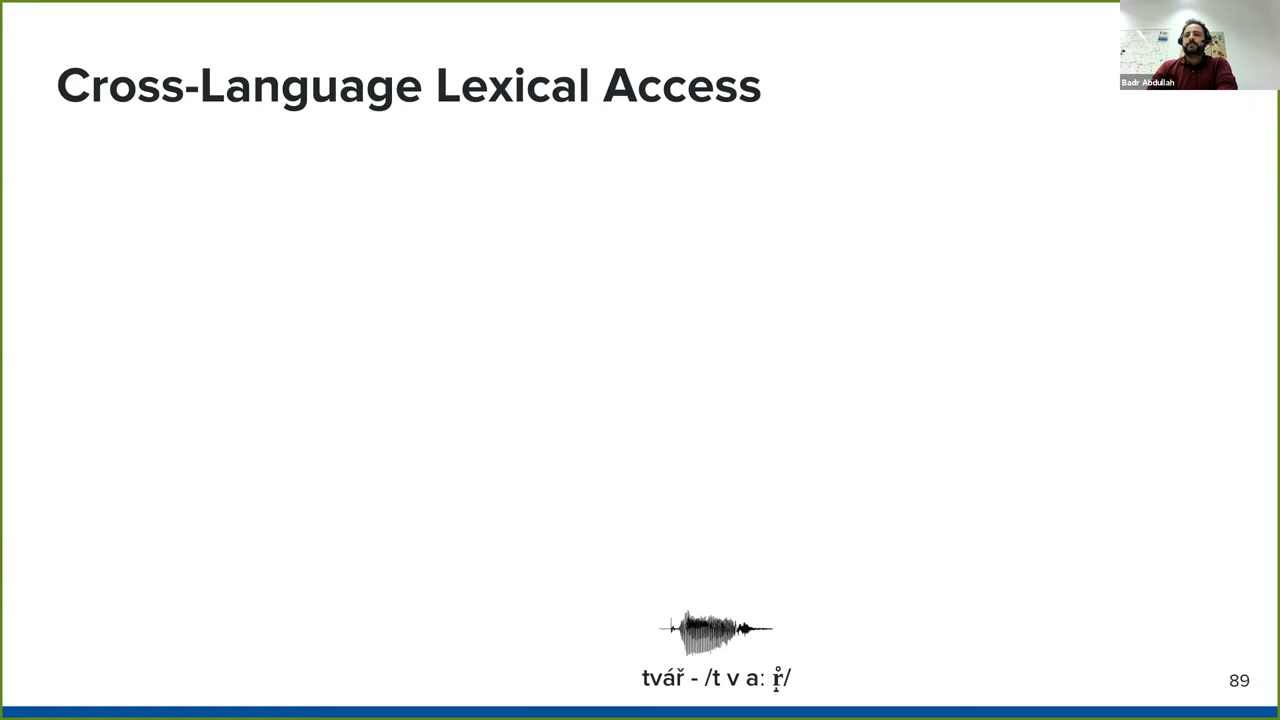 Cross-Language Lexical Access
Badr Abdullah
tvář - /t v aː r̝̊/
89